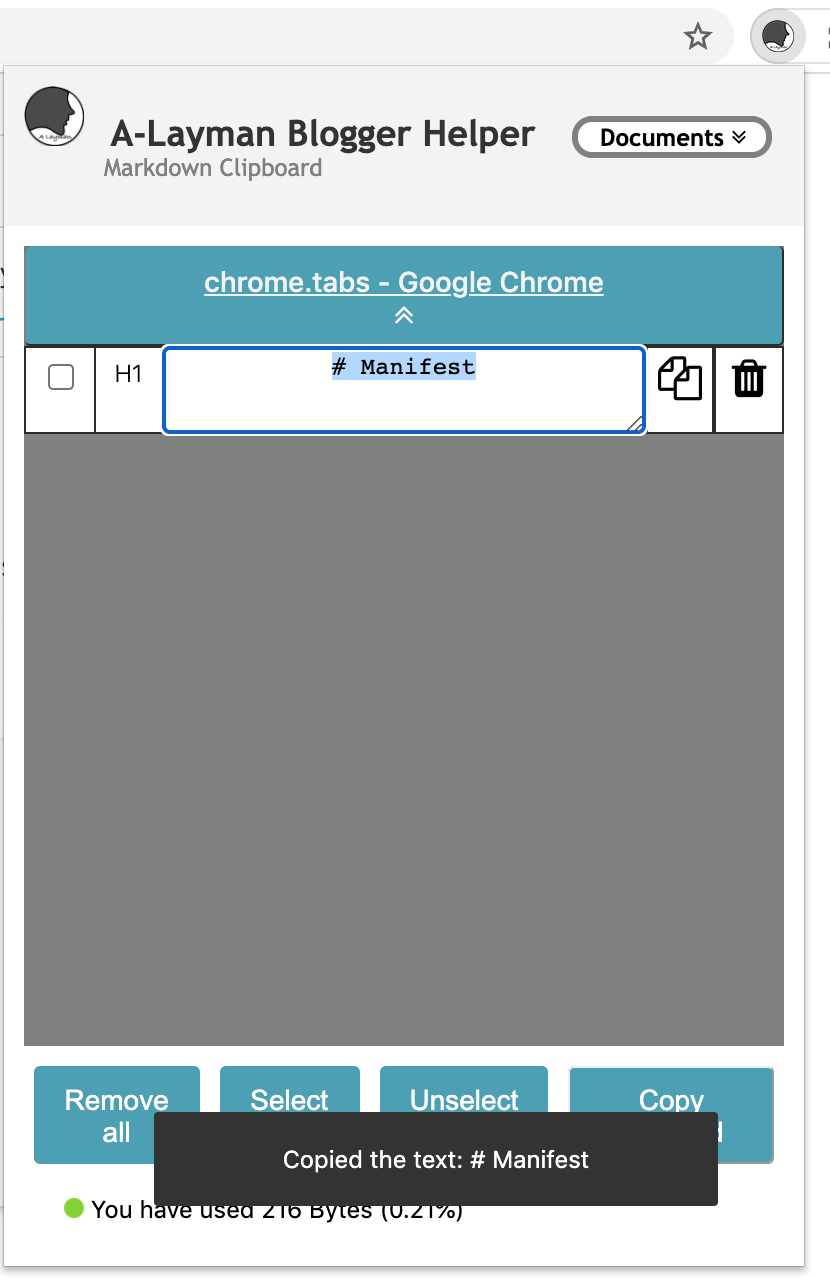 A-Layman Blogger Helper
Documents
Markdown Clipboard
chrome.tabs - Google Chrome
H1
# Manifest
Remove
all
Select
Unselect
Copy
Copied the text: # Manifest
You have used 216 Bytes (0.21%)